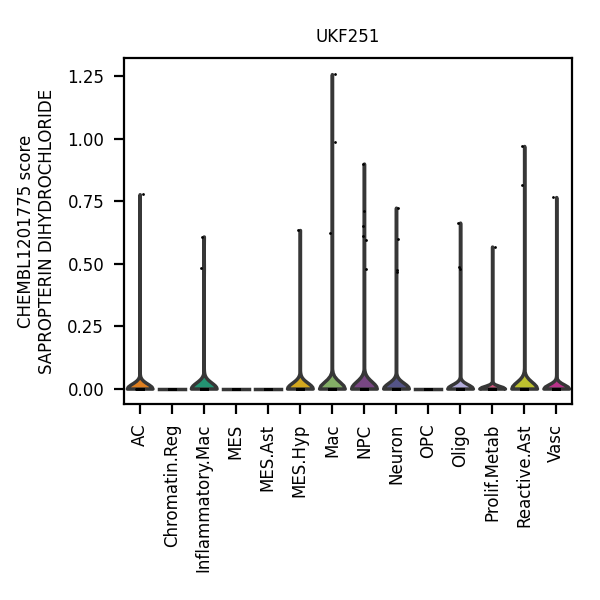 UKF251
CHEMBL1201775 score
SAPROPTERIN DIHYDROCHLORIDE
1.25
1.00
0.75
0.50
0.25
0.00
AC
Chromatin.Reg
Inflammatory.Mac
MES
MES.Ast
MES.Hyp
Mac
NPC
Neuron
OPC
Oligo
Prolif.Metab
Reactive.Ast
Vasc